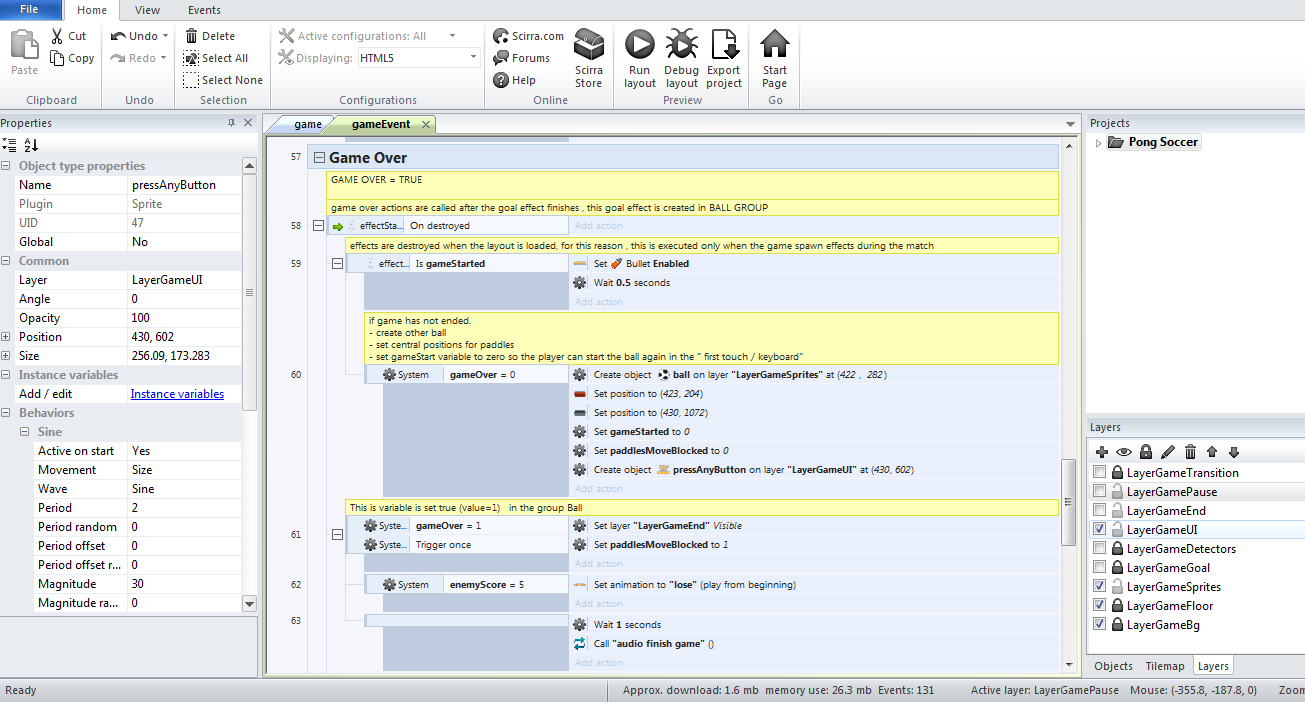 File Home View Events
Paste Cut Copy Clipboard
Undo Redo Undo
Delete Select All Select None Selection
Active configurations: All
Displaying: HTML5
Configurations
Scirra.com Forums Help Scirra Store Online
Run layout Debug layout Export project Preview
Start Page Go
Properties
Object type properties
Name pressAnyButton
Plugin Sprite
UID 47
Global No
Common
Layer LayerGameUI
Angle 0
Opacity 100
Position 430, 602
Size 256.09, 173.283
Instance variables
Add / edit Instance variables
Behaviors
Sine
Active on start Yes
Movement Size
Wave Sine
Period 2
Period random 0
Period offset 0
Period offset r... 0
Magnitude 30
Magnitude ra... 0
game gameEvent
57 Game Over
GAME OVER = TRUE
game over actions are called after the goal effect finishes , this goal effect is created in BALL GROUP
58 effectSta... On destroyed Add action
effects are destroyed when the layout is loaded, for this reason , this is executed only when the game spawn effects during the match
59 effect... Is gameStarted Set Bullet Enabled
Wait 0.5 seconds
Add action
if game has not ended.
- create other ball
- set central positions for paddles
- set gameStart variable to zero so the player can start the ball again in the " first touch / keyboard"
60 System gameOver = 0 Create object ball on layer "LayerGameSprites" at (422 , 282)
Set position to (423, 204)
Set position to (430, 1072)
Set gameStarted to 0
Set paddlesMoveBlocked to 0
Create object pressAnyButton on layer "LayerGameUI" at (430, 602)
Add action
This is variable is set true (value=1) in the group Ball
61 Syste... gameOver = 1 Set layer "LayerGameEnd" Visible
Syste... Trigger once Set paddlesMoveBlocked to 1
Add action
62 System enemyScore = 5 Set animation to "lose" (play from beginning)
Add action
63 Wait 1 seconds
Call "audio finish game" ()
Add action
Projects
Pong Soccer
Layers
LayerGameTransition
LayerGamePause
LayerGameEnd
LayerGameUI
LayerGameDetectors
LayerGameGoal
LayerGameSprites
LayerGameFloor
LayerGameBg
Objects Tilemap Layers
Ready Approx. download: 1.6 mb memory use: 26.3 mb Events: 131 Active layer: LayerGamePause Mouse: (-355.8, -187.8, 0) Zoom